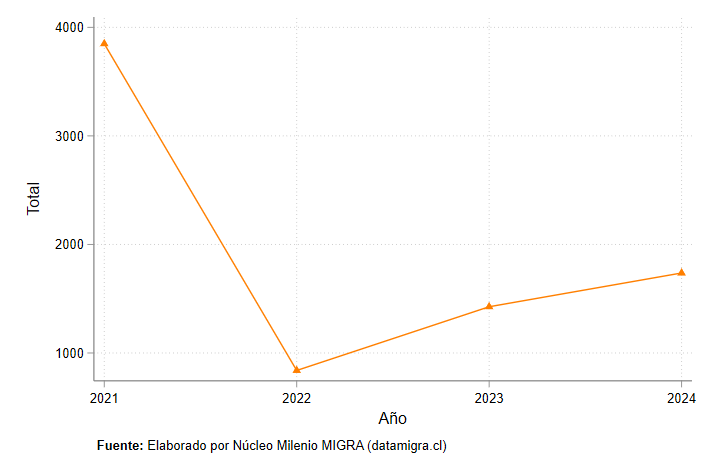 4000
3000
2000
1000
Total
2021 2022 2023 2024
Año
Fuente: Elaborado por Núcleo Milenio MIGRA (datamigra.cl)